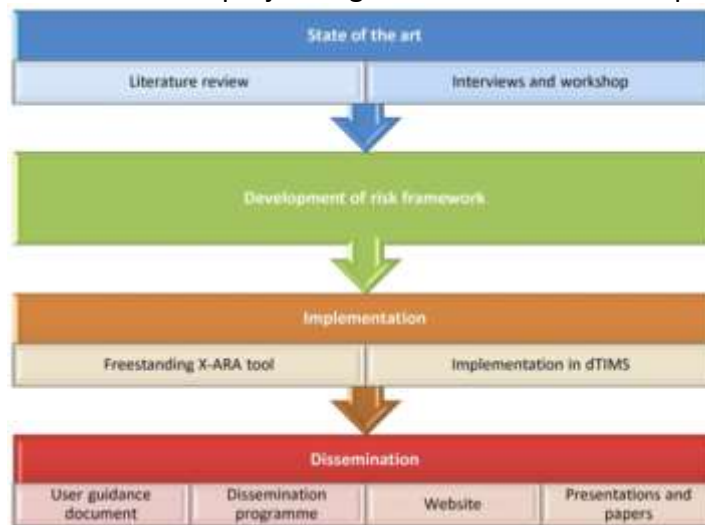 State of the art
Literature review
Interviews and workshop
Development of risk framework
Implementation
Freestanding X-ARA tool
Implementation in dTIMS
Dissemination
User guidance
document
Dissemination
programme
Website
Presentations and
papers